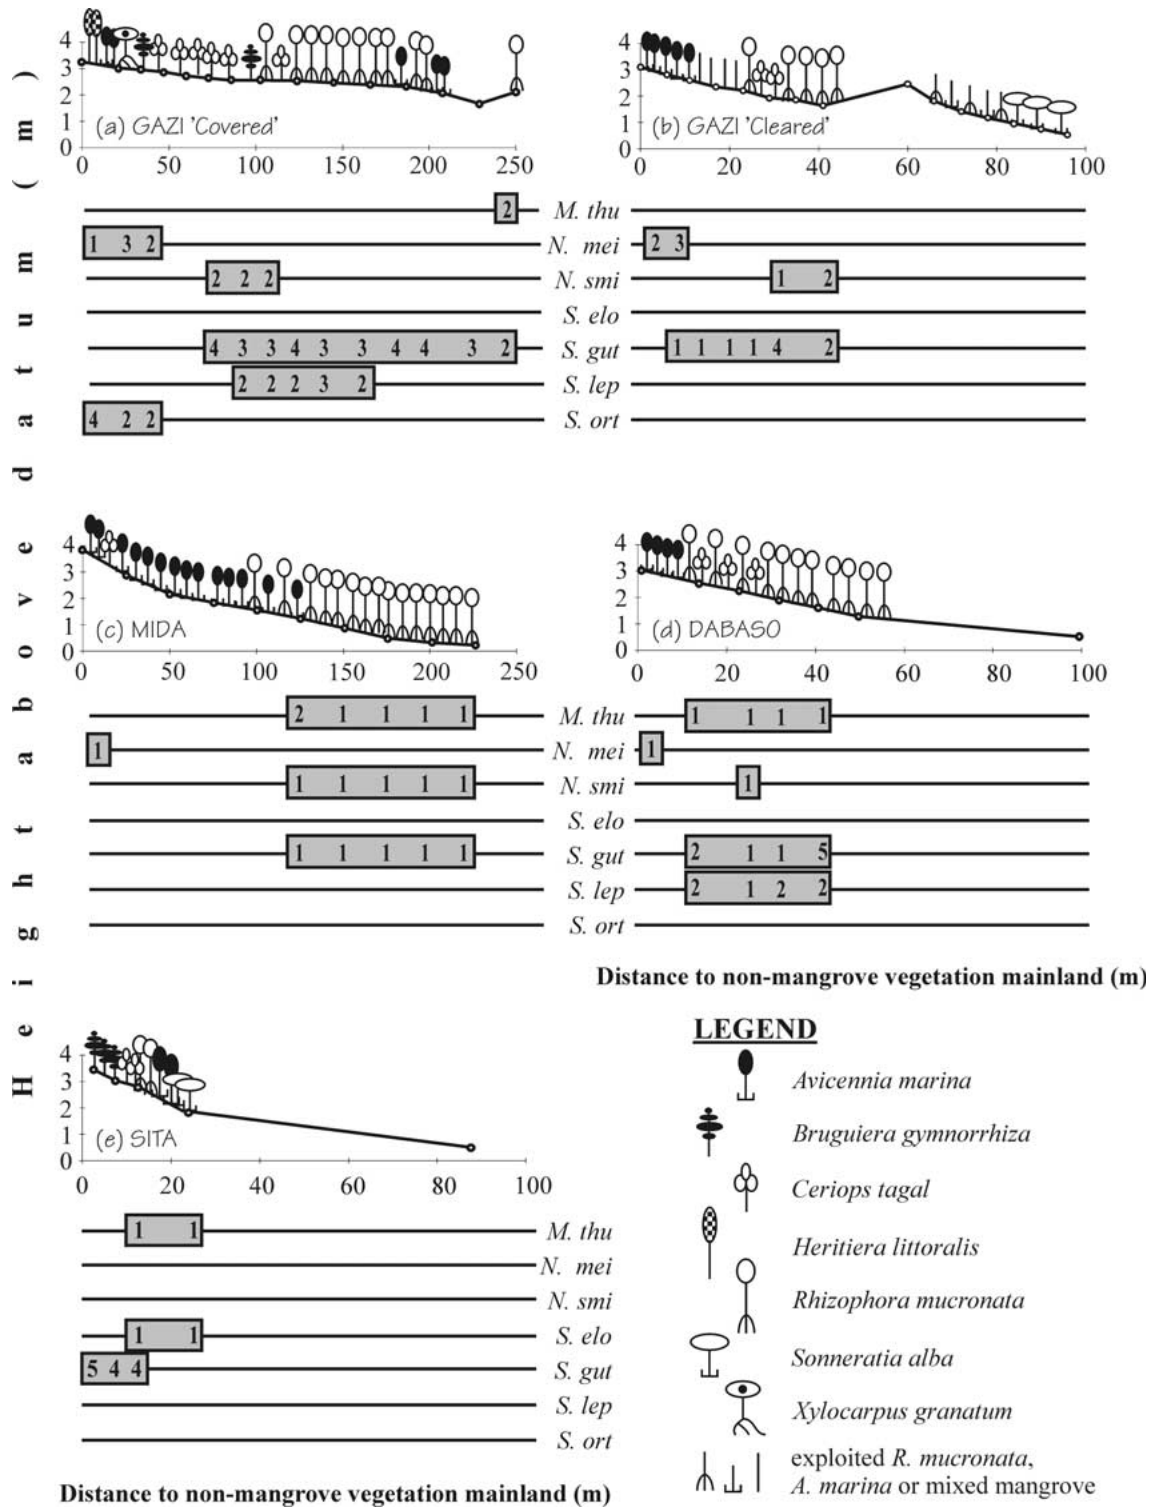 Height above datum (m)
4
3
2
1
0
(a) GAZI 'Covered'
0 50 100 150 200 250
4
3
2
1
0
(b) GAZI 'Cleared'
0 20 40 60 80 100
2 M. thu
1 3 2 N. mei 2 3
2 2 2 N. smi 1 2
S. elo
4 3 3 4 3 3 4 4 3 2 S. gut 1 1 1 1 4 2
2 2 2 3 2 S. lep
4 2 2 S. ort
4
3
2
1
0
(c) MIDA
0 50 100 150 200 250
4
3
2
1
0
(d) DABASO
0 20 40 60 80 100
2 1 1 1 1 M. thu 1 1 1 1
1 N. mei 1
1 1 1 1 1 N. smi 1
S. elo
1 1 1 1 1 S. gut 2 1 1 5
S. lep 2 1 2 2
S. ort
Distance to non-mangrove vegetation mainland (m)
4
3
2
1
0
(e) SITA
0 20 40 60 80 100
1 1 M. thu
N. mei
N. smi
1 1 S. elo
5 4 4 S. gut
S. lep
S. ort
Distance to non-mangrove vegetation mainland (m)
LEGEND
Avicennia marina
Bruguiera gymnorrhiza
Ceriops tagal
Heritiera littoralis
Rhizophora mucronata
Sonneratia alba
Xylocarpus granatum
exploited R. mucronata,
A. marina or mixed mangrove